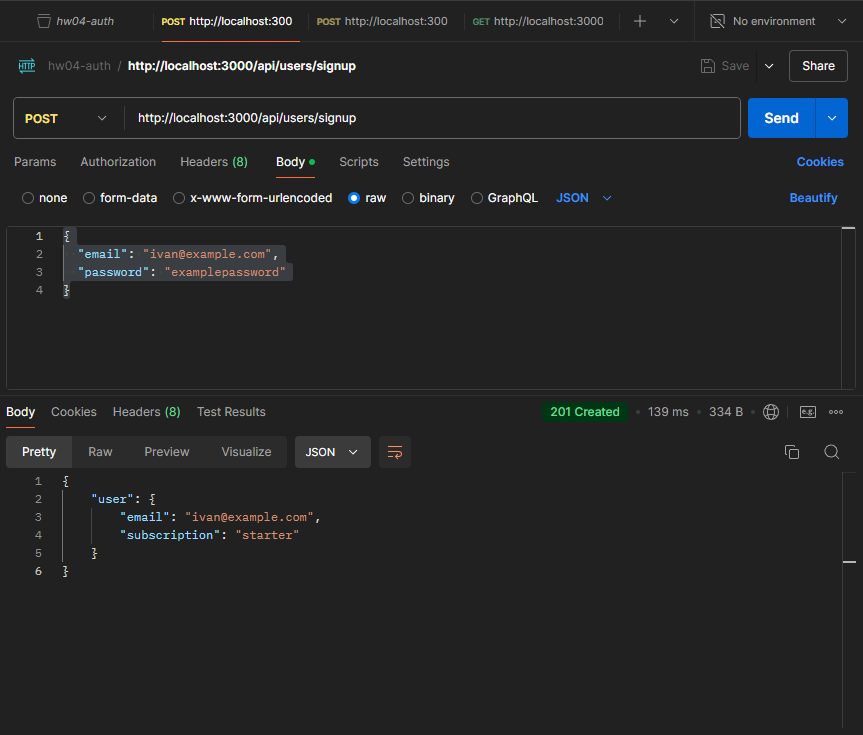 hw04-auth POST http://localhost:300 POST http://localhost:300 GET http://localhost:3000 No environment
HTTP hw04-auth / http://localhost:3000/api/users/signup Save Share
POST http://localhost:3000/api/users/signup Send
Params Authorization Headers (8) Body Scripts Settings Cookies
none form-data x-www-form-urlencoded raw binary GraphQL JSON Beautify
1 {
2 "email": "ivan@example.com",
3 "password": "examplepassword"
4 }
Body Cookies Headers (8) Test Results 201 Created • 139 ms • 334 B • e.g.
Pretty Raw Preview Visualize JSON
1 {
2 "user": {
3 "email": "ivan@example.com",
4 "subscription": "starter"
5 }
6 }